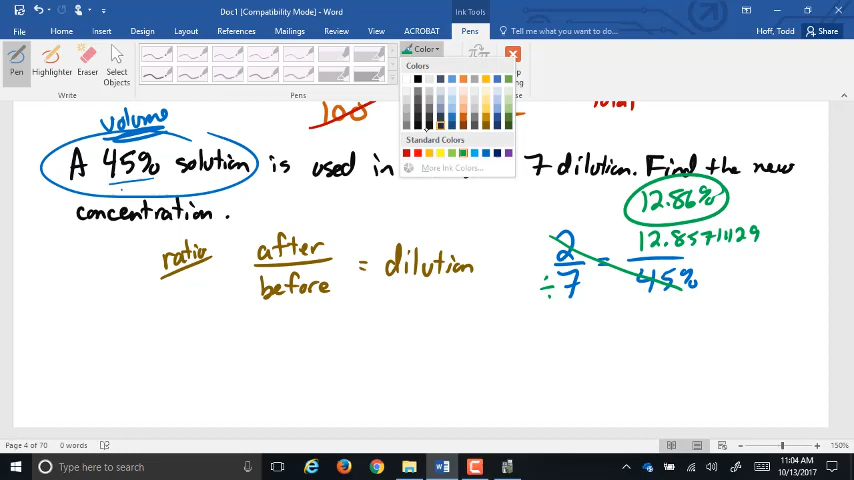 Doc1 [Compatibility Mode] - Word
Ink Tools
File Home Insert Design Layout References Mailings Review View ACROBAT Pens Tell me what you want to do... Hoff, Todd Share
Color
Pen Highlighter Eraser Select Objects
Write Pens
Colors
Standard Colors
More Ink Colors...
100 Total
volume
A 45% solution is used in 7 dilution. Find the new
concentration.
12.86%
12.8571429
ratio after/before = dilution
÷ 2/7 = 45%
Page 4 of 70 0 words 150%
Type here to search
11:04 AM
10/13/2017